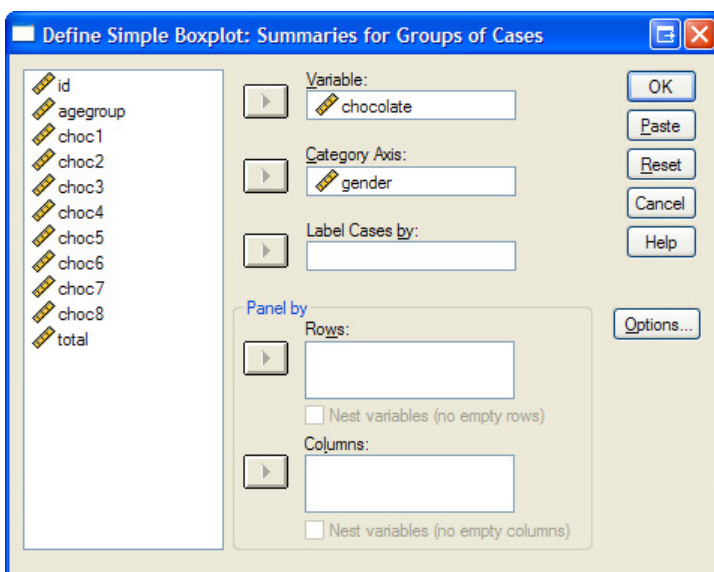 Define Simple Boxplot: Summaries for Groups of Cases
id
agegroup
choc1
choc2
choc3
choc4
choc5
choc6
choc7
choc8
total
Variable:
chocolate
Category Axis:
gender
Label Cases by:
Panel by
Rows:
Nest variables (no empty rows)
Columns:
Nest variables (no empty columns)
OK
Paste
Reset
Cancel
Help
Options...